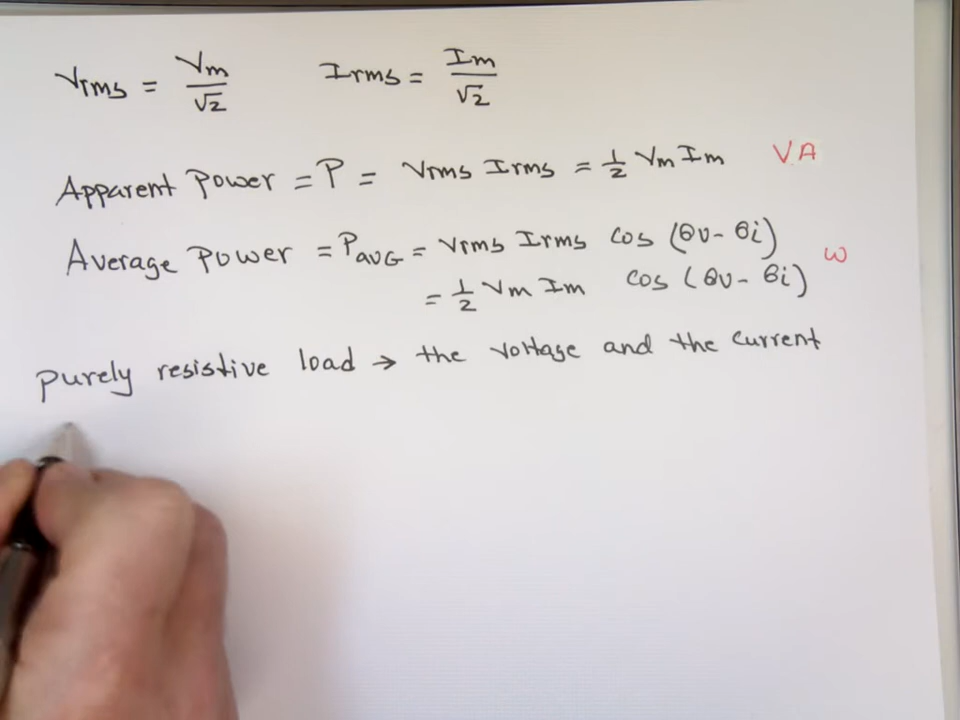 Vrms = Vm/√2 Irms = Im/√2
Apparent Power = P = Vrms Irms = 1/2 Vm Im VA
Average Power = PAVG = Vrms Irms cos (θv - θi) W
= 1/2 Vm Im cos (θv - θi)
purely resistive load → the voltage and the current